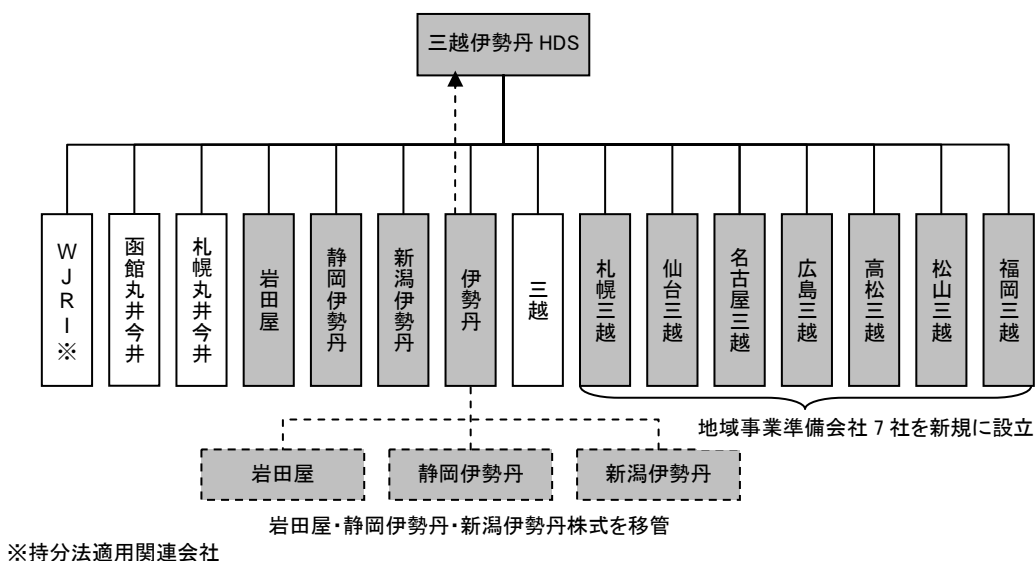 三越伊勢丹 HDS
WJRI※
函館丸井今井
札幌丸井今井
岩田屋
静岡伊勢丹
新潟伊勢丹
伊勢丹
三越
札幌三越
仙台三越
名古屋三越
広島三越
高松三越
松山三越
福岡三越
地域事業準備会社 7 社を新規に設立
岩田屋
静岡伊勢丹
新潟伊勢丹
岩田屋・静岡伊勢丹・新潟伊勢丹株式を移管
※持分法適用関連会社